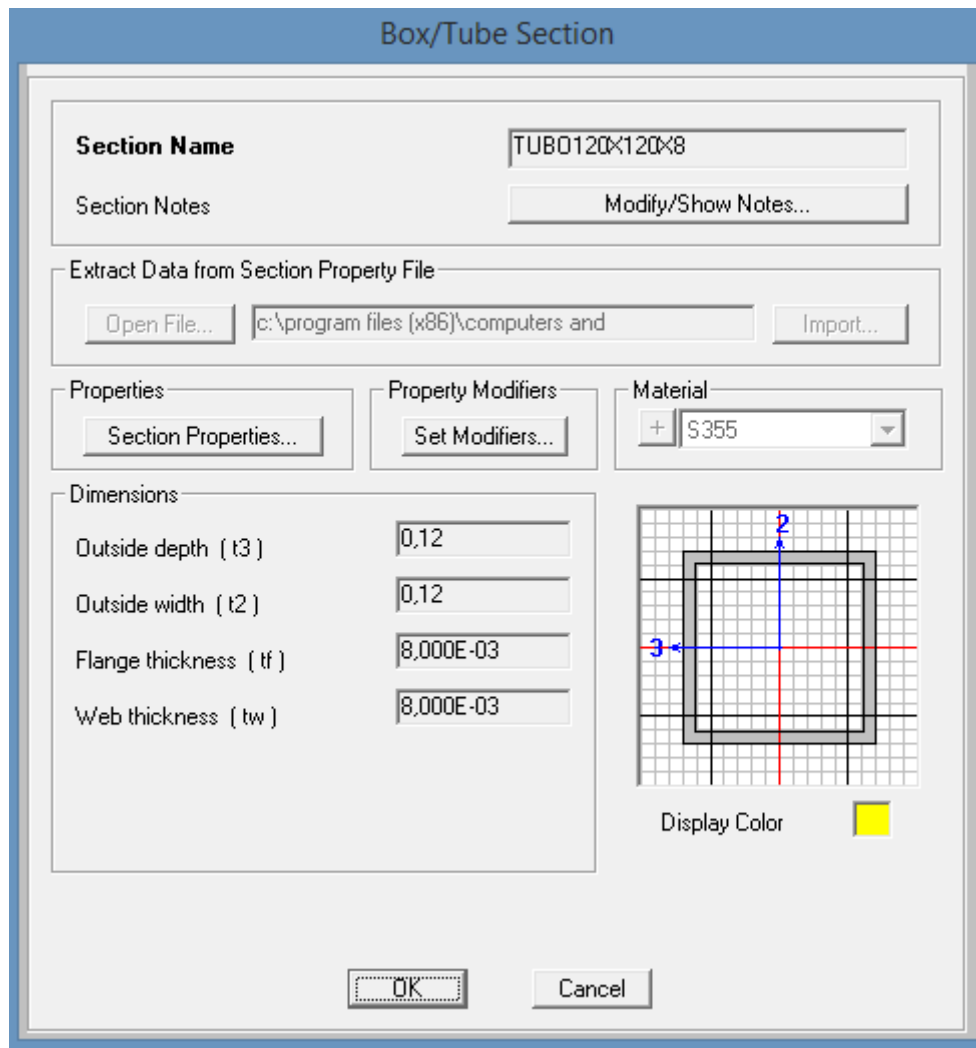 Box/Tube Section
Section Name TUBO120X120X8
Section Notes Modify/Show Notes...
Extract Data from Section Property File
Open File... c:\program files (x86)\computers and Import...
Properties Property Modifiers Material
Section Properties... Set Modifiers... + S355
Dimensions
Outside depth ( t3 ) 0,12
Outside width ( t2 ) 0,12
Flange thickness ( tf ) 8,000E-03
Web thickness ( tw ) 8,000E-03
2
3
Display Color
OK Cancel